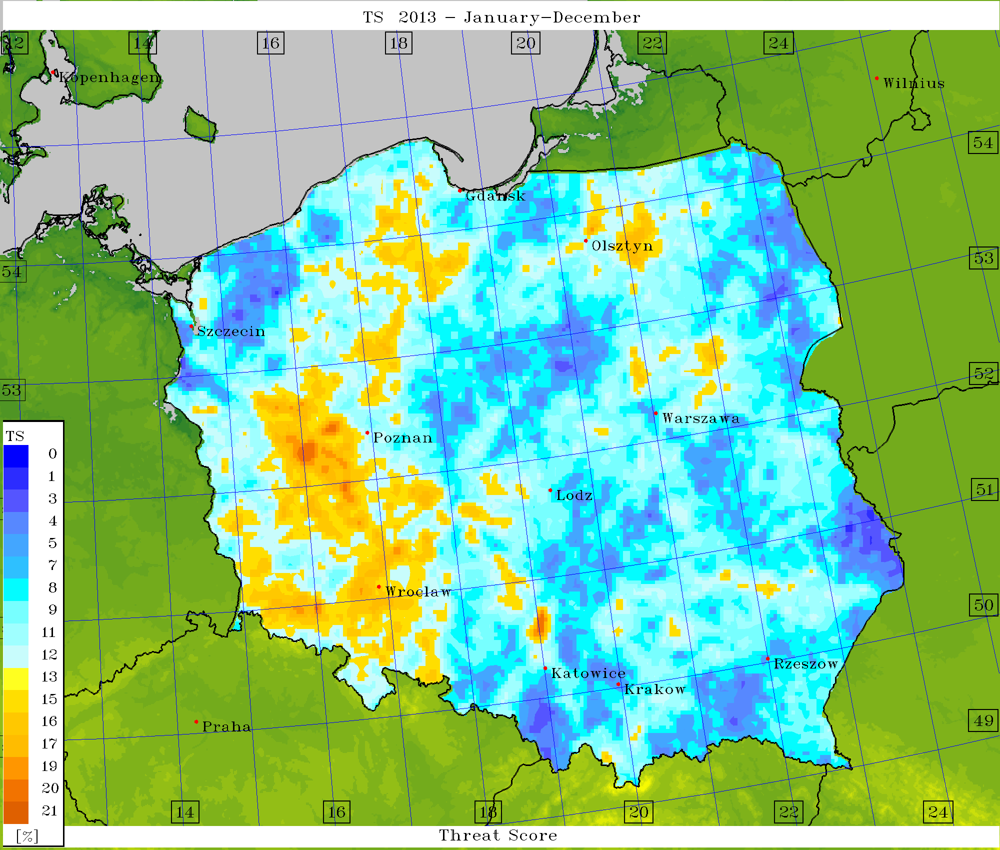 TS 2013 - January-December
12
14
16
18
20
22
24
Kopenhagen
Wilnius
54
Gdansk
Olsztyn
53
54
Szczecin
52
53
Warszawa
Poznan
TS
0
1
3
4
5
7
8
9
11
12
13
15
16
17
19
20
21
[%]
51
Lodz
Wroclaw
50
Rzeszow
Katowice
Krakow
49
Praha
14
16
18
20
22
24
Threat Score